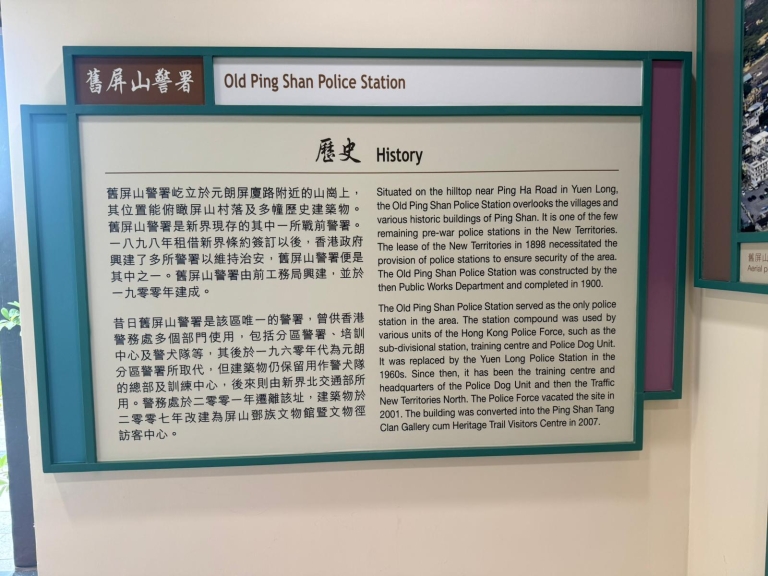 舊屏山警署
Old Ping Shan Police Station
歷史 History
舊屏山警署屹立於元朗屏廈路附近的山崗上，
其位置能俯瞰屏山村落及多幢歷史建築物。
舊屏山警署是新界現存的其中一所戰前警署。
一八九八年租借新界條約簽訂以後，香港政府
興建了多所警署以維持治安，舊屏山警署便是
其中之一。舊屏山警署由前工務局興建，並於
一九零零年建成。
昔日舊屏山警署是該區唯一的警署，曾供香港
警務處多個部門使用，包括分區警署、培訓
中心及警犬隊等，其後於一九六零年代為元朗
分區警署所取代，但建築物仍保留用作警犬隊
的總部及訓練中心，後來則由新界北交通部所
用。警務處於二零零一年遷離該址，建築物於
二零零七年改建為屏山鄧族文物館暨文物徑
訪客中心。
Situated on the hilltop near Ping Ha Road in Yuen Long,
the Old Ping Shan Police Station overlooks the villages and
various historic buildings of Ping Shan. It is one of the few
remaining pre-war police stations in the New Territories.
The lease of the New Territories in 1898 necessitated the
provision of police stations to ensure security of the area.
The Old Ping Shan Police Station was constructed by the
then Public Works Department and completed in 1900.
The Old Ping Shan Police Station served as the only police
station in the area. The station compound was used by
various units of the Hong Kong Police Force, such as the
sub-divisional station, training centre and Police Dog Unit.
It was replaced by the Yuen Long Police Station in the
1960s. Since then, it has been the training centre and
headquarters of the Police Dog Unit and then the Traffic
New Territories North. The Police Force vacated the site in
2001. The building was converted into the Ping Shan Tang
Clan Gallery cum Heritage Trail Visitors Centre in 2007.
舊屏山
Aerial p